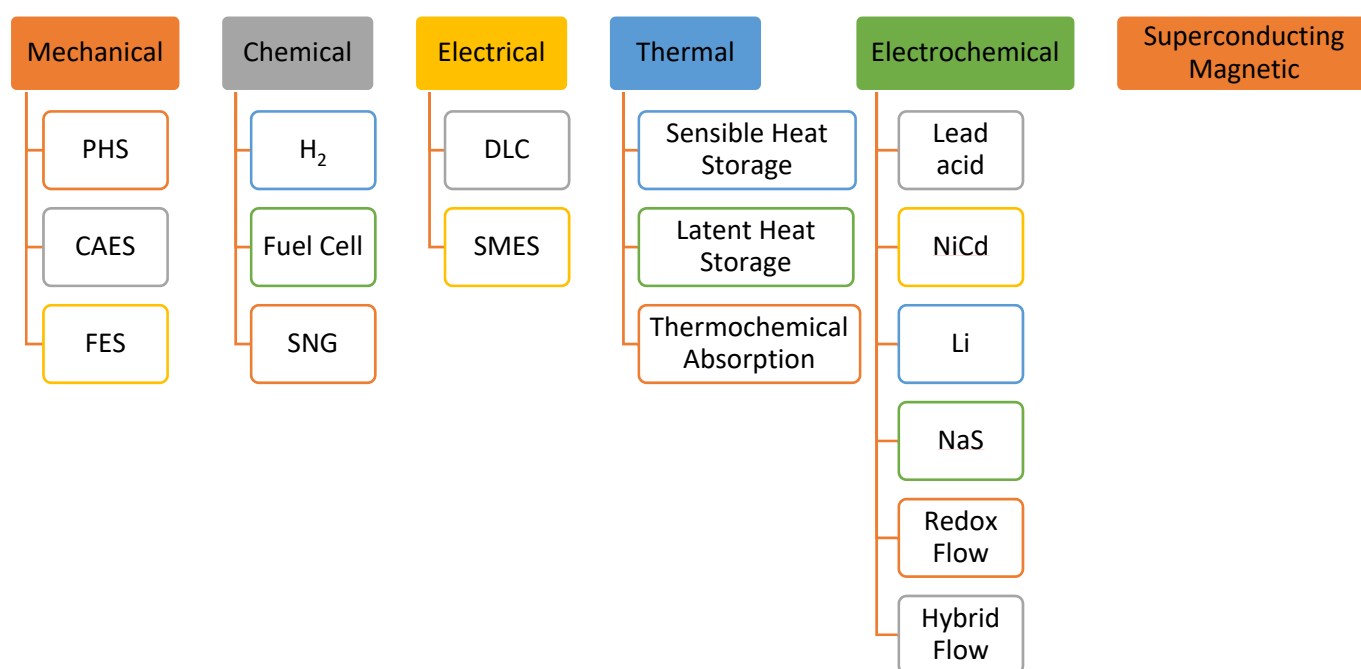 Mechanical
PHS
CAES
FES
Chemical
H₂
Fuel Cell
SNG
Electrical
DLC
SMES
Thermal
Sensible Heat
Storage
Latent Heat
Storage
Thermochemical
Absorption
Electrochemical
Lead
acid
NiCd
Li
NaS
Redox
Flow
Hybrid
Flow
Superconducting
Magnetic